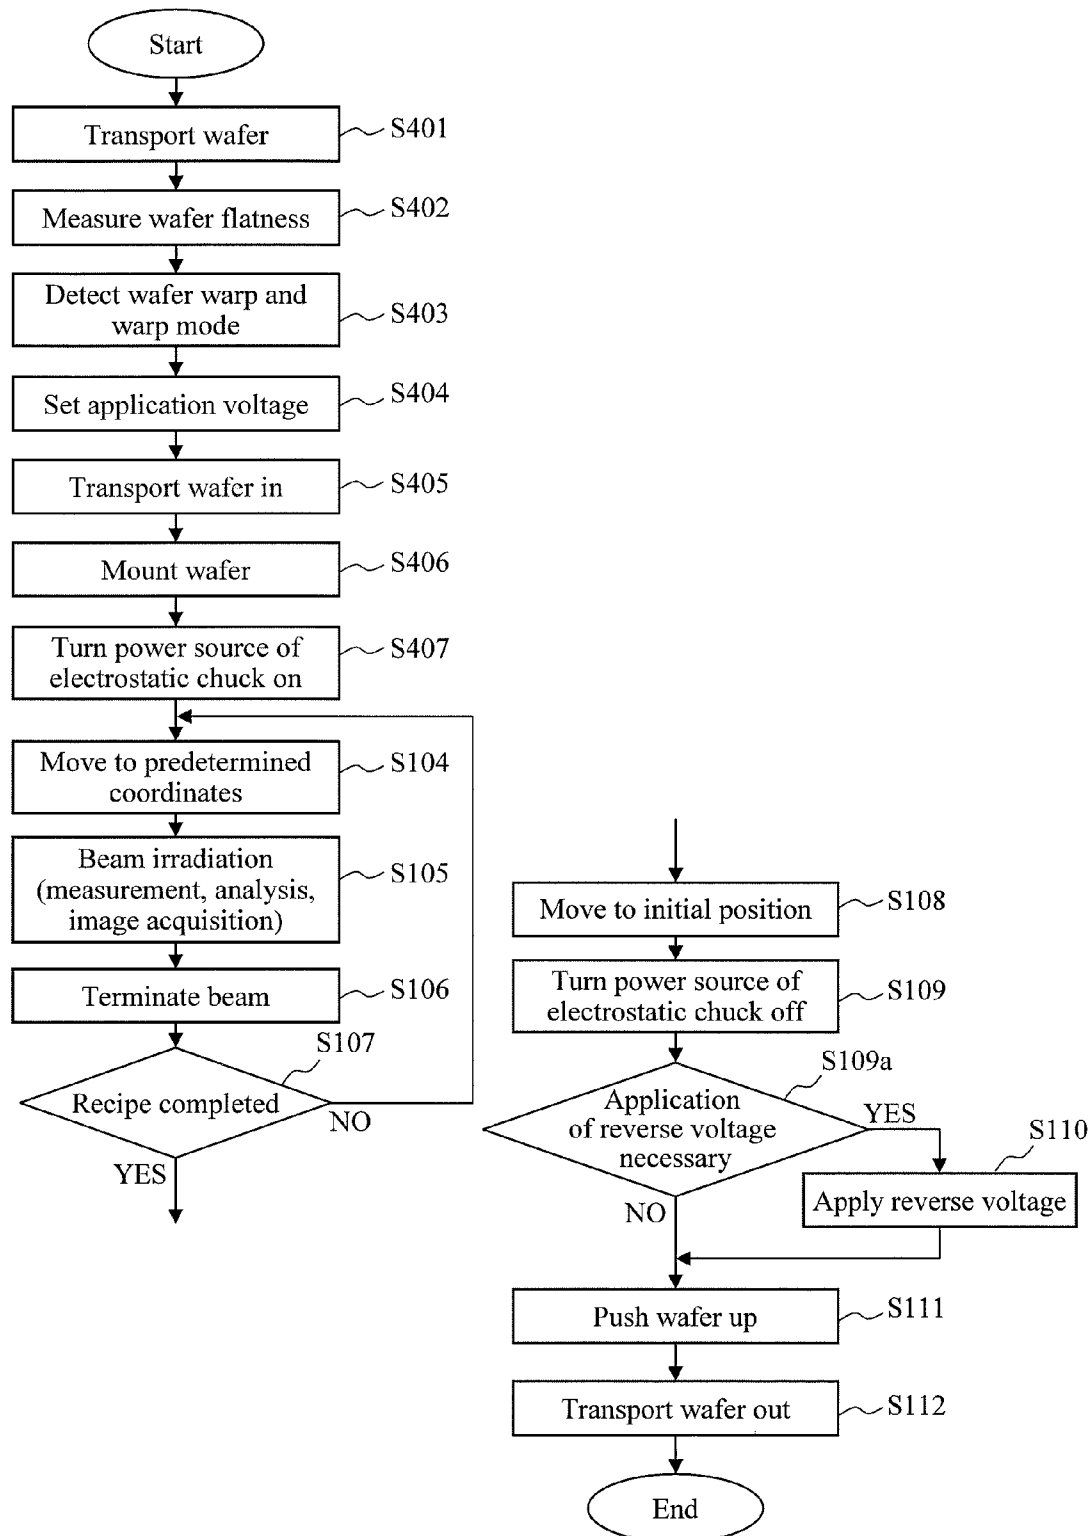 Start
Transport wafer
S401
Measure wafer flatness
S402
Detect wafer warp and
warp mode
S403
Set application voltage
S404
Transport wafer in
S405
Mount wafer
S406
Turn power source of
electrostatic chuck on
S407
Move to predetermined
coordinates
S104
Beam irradiation
(measurement, analysis,
image acquisition)
S105
Terminate beam
S106
S107
Recipe completed
NO
YES
Move to initial position
S108
Turn power source of
electrostatic chuck off
S109
S109a
Application
of reverse voltage
necessary
YES
S110
Apply reverse voltage
NO
Push wafer up
S111
Transport wafer out
S112
End